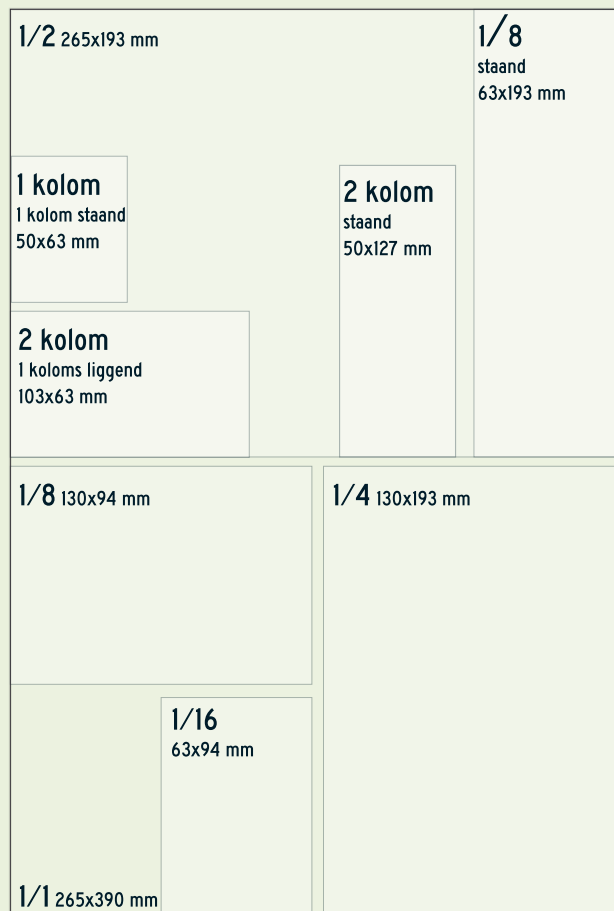 1/2 265x193 mm
1/8
staand
63x193 mm
1 kolom
1 kolom staand
50x63 mm
2 kolom
staand
50x127 mm
2 kolom
1 koloms liggend
103x63 mm
1/8 130x94 mm
1/4 130x193 mm
1/16
63x94 mm
1/1 265x390 mm